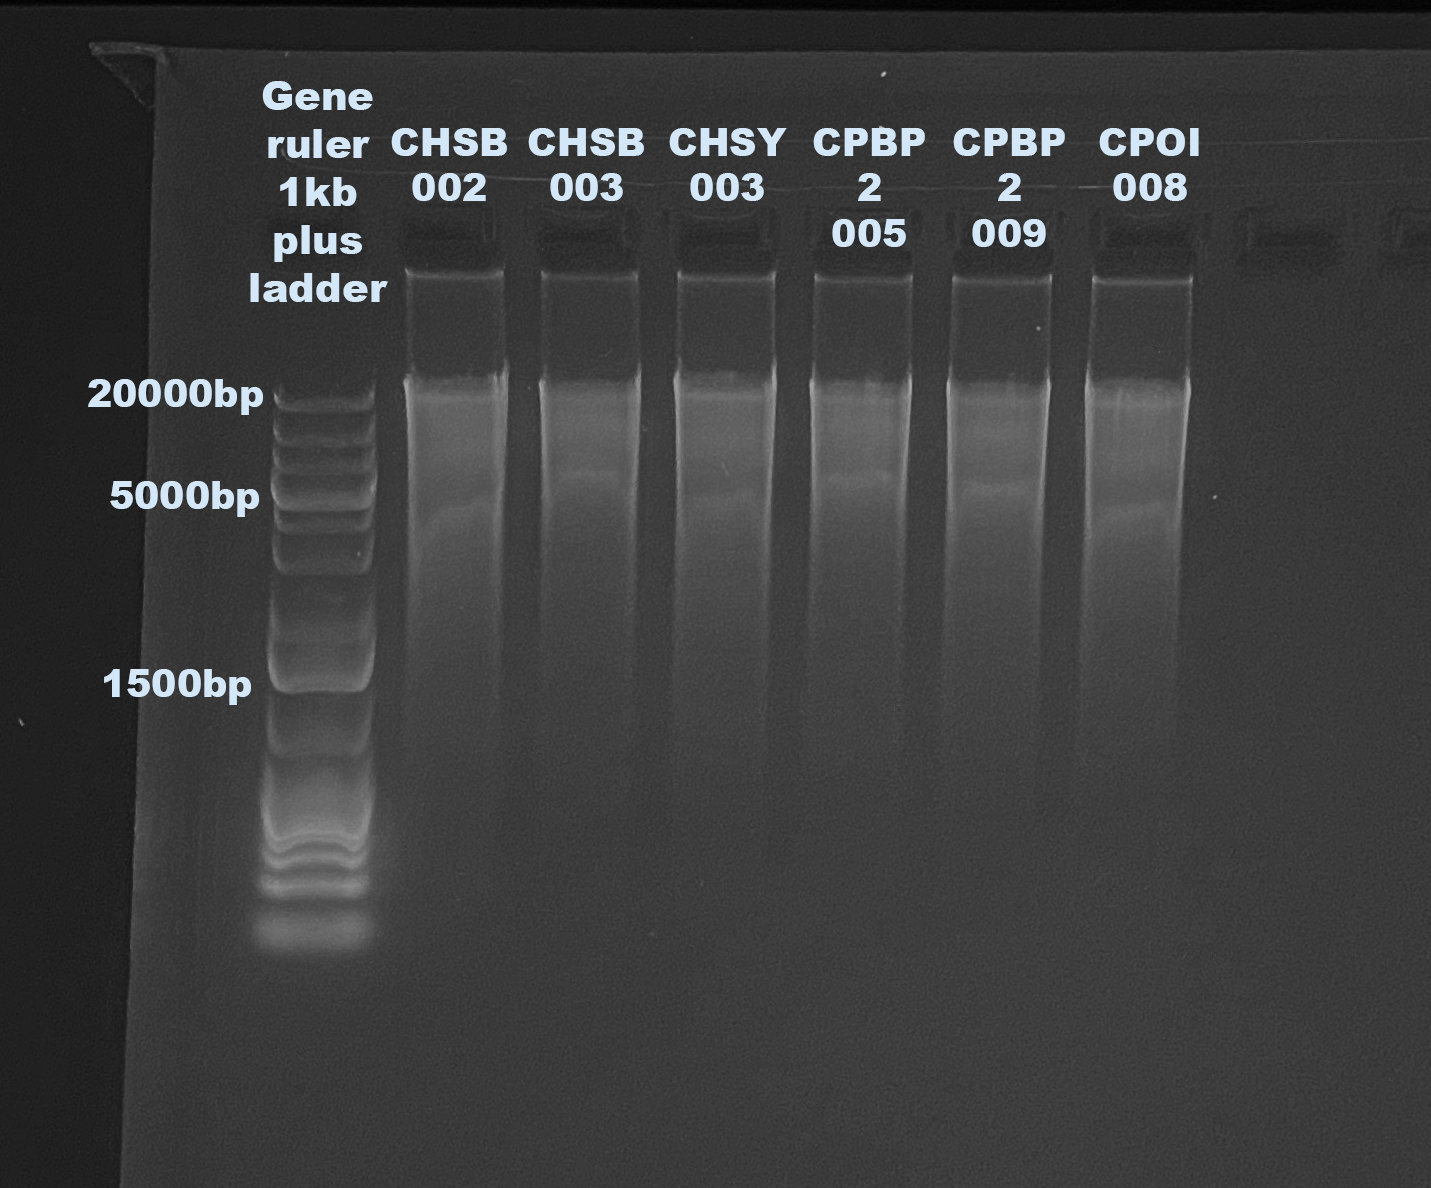 Gene
ruler
1kb
plus
ladder
CHSB
002
CHSB
003
CHSY
003
CPBP
2
005
CPBP
2
009
CPOI
008
20000bp
5000bp
1500bp